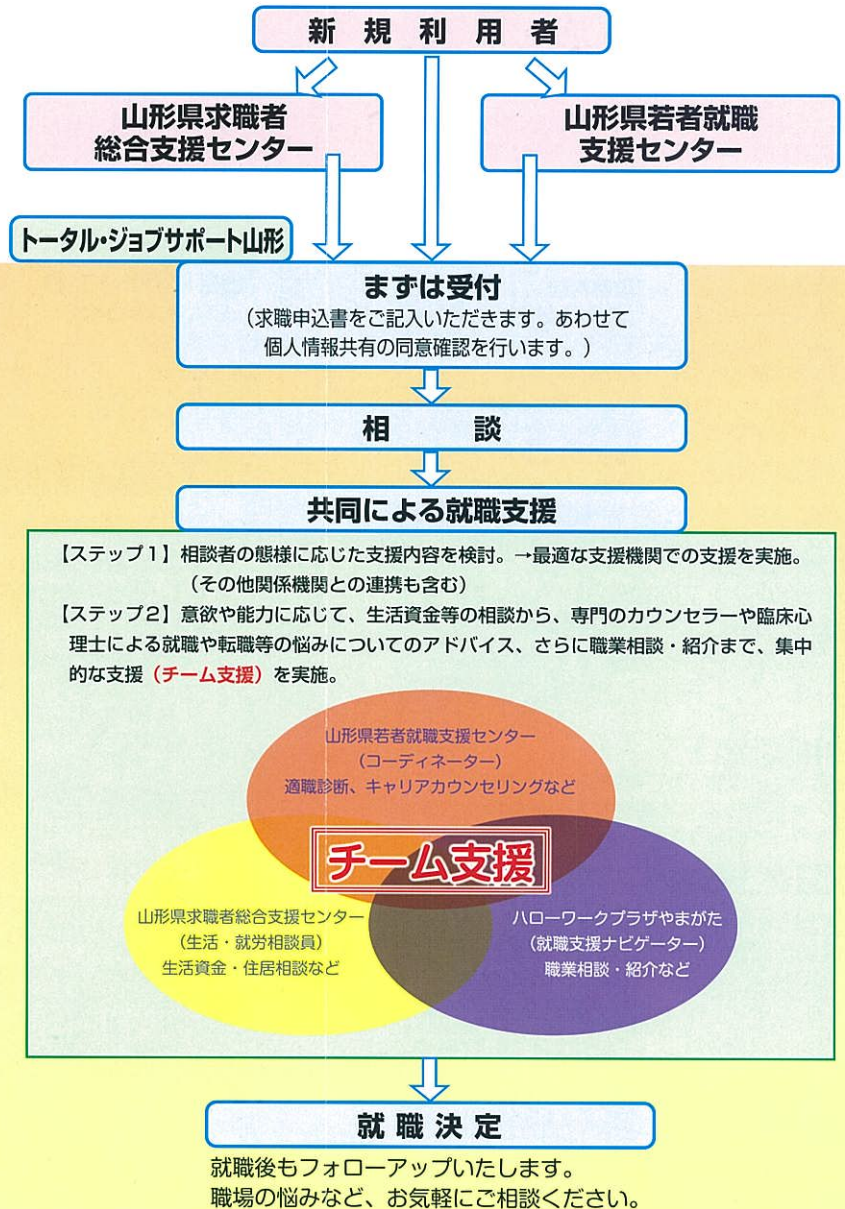 新規利用者
山形県求職者
総合支援センター
山形県若者就職
支援センター
トータル・ジョブサポート山形
まずは受付
（求職申込書をご記入いただきます。あわせて
個人情報共有の同意確認を行います。）
相談
共同による就職支援
【ステップ1】相談者の態様に応じた支援内容を検討。→最適な支援機関での支援を実施。
（その他関係機関との連携も含む）
【ステップ2】意欲や能力に応じて、生活資金等の相談から、専門のカウンセラーや臨床心
理士による就職や転職等の悩みについてのアドバイス、さらに職業相談・紹介まで、集中
的な支援（チーム支援）を実施。
山形県若者就職支援センター
（コーディネーター）
適職診断、キャリアカウンセリングなど
チーム支援
山形県求職者総合支援センター
（生活・就労相談員）
生活資金・住居相談など
ハローワークプラザやまがた
（就職支援ナビゲーター）
職業相談・紹介など
就職決定
就職後もフォローアップいたします。
職場の悩みなど、お気軽にご相談ください。